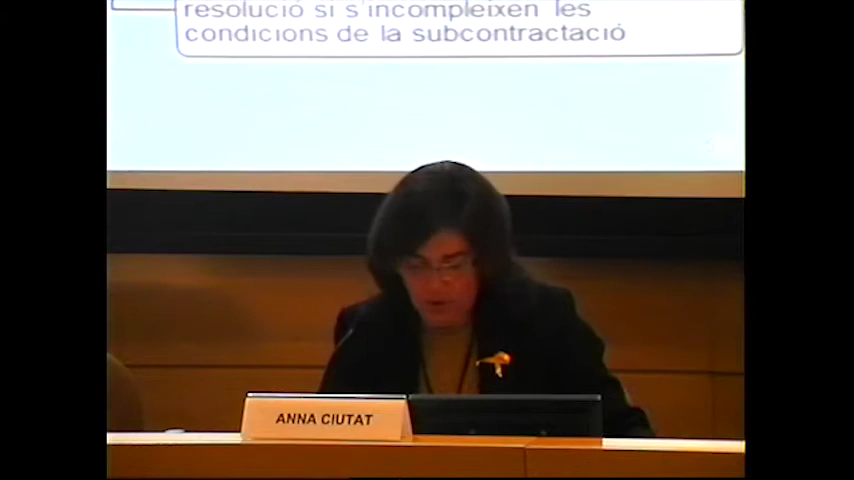 resolució si s'incompleixen les
condicions de la subcontractació
ANNA CIUTAT